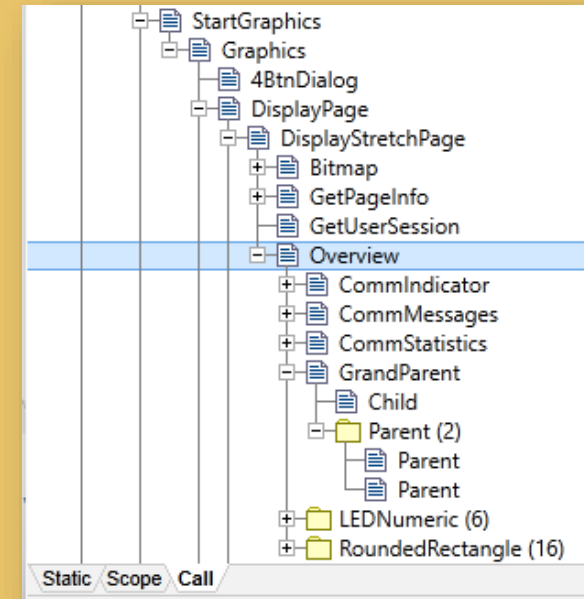 StartGraphics
Graphics
4BtnDialog
DisplayPage
DisplayStretchPage
Bitmap
GetPageInfo
GetUserSession
Overview
CommIndicator
CommMessages
CommStatistics
GrandParent
Child
Parent (2)
Parent
Parent
LEDNumeric (6)
RoundedRectangle (16)
Static Scope Call